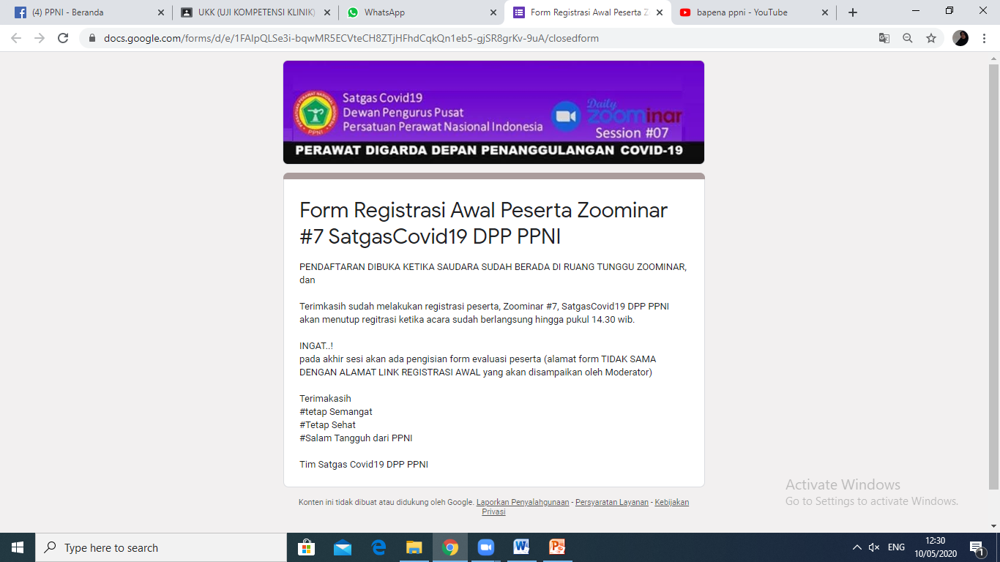 (4) PPNI - Beranda
UKK (UJI KOMPETENSI KLINIK)
WhatsApp
Form Registrasi Awal Peserta Z
bapena ppni - YouTube
docs.google.com/forms/d/e/1FAIpQLSe3i-bqwMR5ECVteCH8ZTjHFhdCqkQn1eb5-gjSR8grKv-9uA/closedform
Satgas Covid19
Dewan Pengurus Pusat
Persatuan Perawat Nasional Indonesia
Daily
zoominar
Session #07
PERAWAT DIGARDA DEPAN PENANGGULANGAN COVID-19
Form Registrasi Awal Peserta Zoominar
#7 SatgasCovid19 DPP PPNI
PENDAFTARAN DIBUKA KETIKA SAUDARA SUDAH BERADA DI RUANG TUNGGU ZOOMINAR,
dan
Terimkasih sudah melakukan registrasi peserta, Zoominar #7, SatgasCovid19 DPP PPNI
akan menutup regitrasi ketika acara sudah berlangsung hingga pukul 14.30 wib.
INGAT..!
pada akhir sesi akan ada pengisian form evaluasi peserta (alamat form TIDAK SAMA
DENGAN ALAMAT LINK REGISTRASI AWAL yang akan disampaikan oleh Moderator)
Terimakasih
#tetap Semangat
#Tetap Sehat
#Salam Tangguh dari PPNI
Tim Satgas Covid19 DPP PPNI
Konten ini tidak dibuat atau didukung oleh Google. Laporkan Penyalahgunaan - Persyaratan Layanan - Kebijakan
Privasi
Activate Windows
Go to Settings to activate Windows.
Type here to search
ENG
12:30
10/05/2020
1